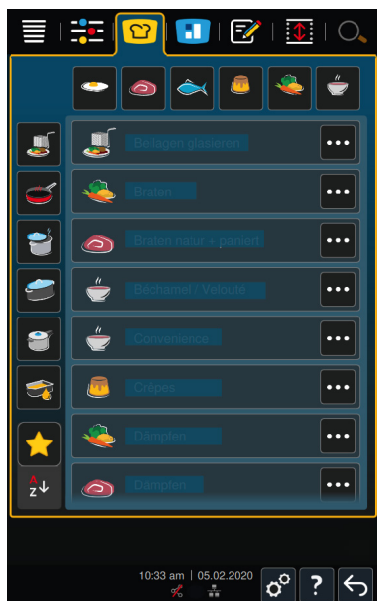 Beilagen glasieren
Braten
Braten natur + paniert
Béchamel / Velouté
Convenience
Crêpes
Dämpfen
A
Z
Dämpfen
10:33 am | 05.02.2020
?